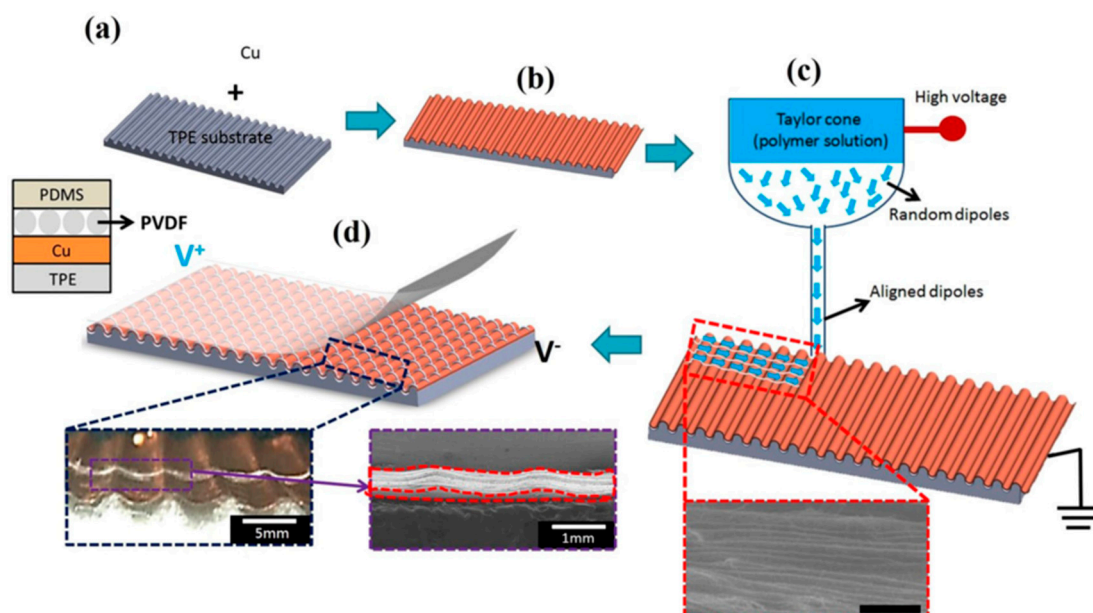 (a)
Cu
+
TPE substrate
(b)
(c)
High voltage
Taylor cone
(polymer solution)
Random dipoles
Aligned dipoles
PDMS
PVDF
Cu
TPE
(d)
V+
V-
5mm
1mm